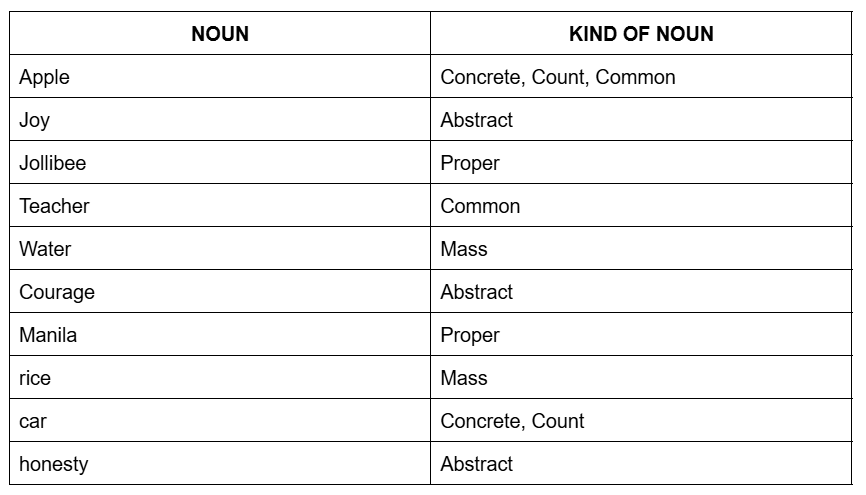 NOUN KIND OF NOUN
Apple Concrete, Count, Common
Joy Abstract
Jollibee Proper
Teacher Common
Water Mass
Courage Abstract
Manila Proper
rice Mass
car Concrete, Count
honesty Abstract